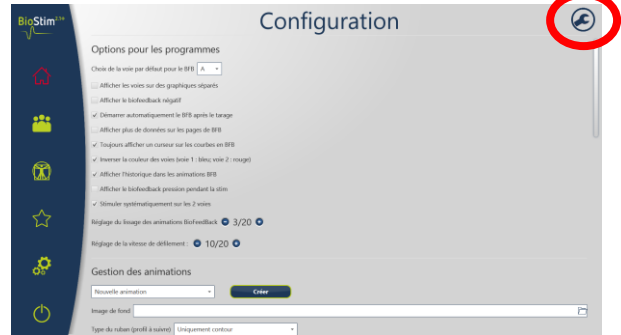 BioStim 2.14
Configuration
Options pour les programmes
Choix de la voie par défaut pour le BFB A
Afficher les voies sur des graphiques séparés
Afficher le biofeedback négatif
Démarrer automatiquement le BFB après le tarage
Afficher plus de données sur les pages de BFB
Toujours afficher un curseur sur les courbes en BFB
Inverser la couleur des voies (voie 1 : bleu; voie 2 : rouge)
Afficher l'historique dans les animations BFB
Afficher le biofeedback pression pendant la stim
Stimuler systématiquement sur les 2 voies
Réglage du lissage des animations BioFeedBack 3/20
Réglage de la vitesse de défilement : 10/20
Gestion des animations
Nouvelle animation Créer
Image de fond
Type du ruban (profil à suivre) Uniquement contour